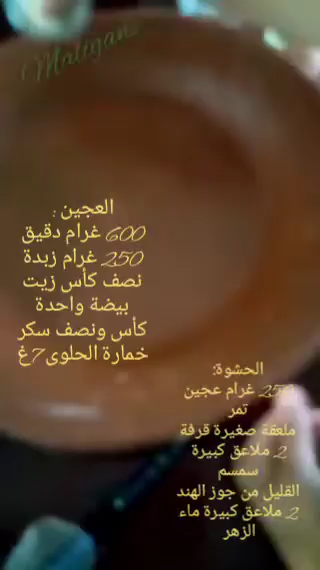 Maligan
العجين :
600 غرام دقيق
250 غرام زبدة
نصف كأس زيت
بيضة واحدة
كأس ونصف سكر
خمارة الحلوى 7غ
الحشوة:
250 غرام عجين
تمر
ملعقة صغيرة قرفة
2 ملاعق كبيرة
سمسم
القليل من جوز الهند
2 ملاعق كبيرة ماء
الزهر